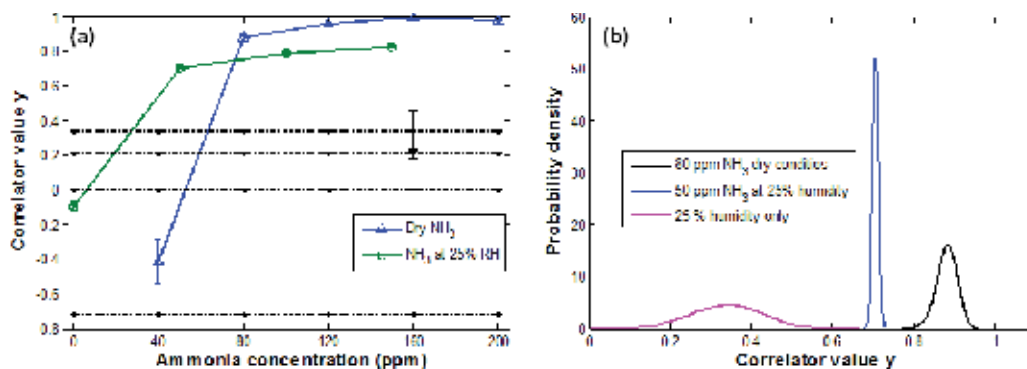 (a)
Correlator value y
1
0.8
0.6
0.4
0.2
0
-0.2
-0.4
-0.6
-0.8
0 40 80 120 160 200
Ammonia concentration (ppm)
Dry NH3
NH3 at 25% RH
(b)
Probability density
60
50
40
30
20
10
0
0 0.2 0.4 0.6 0.8 1
Correlator value y
80 ppm NH3 dry condition
50 ppm NH3 at 25% humidity
25 % humidity only